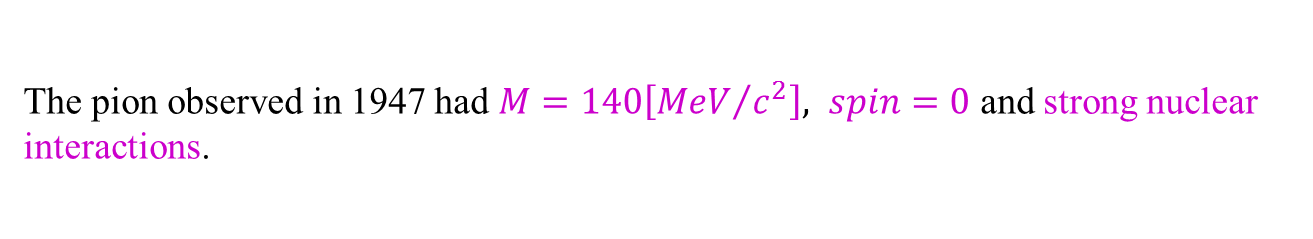 The pion observed in 1947 had M = 140[MeV/c²], spin = 0 and strong nuclear
interactions.